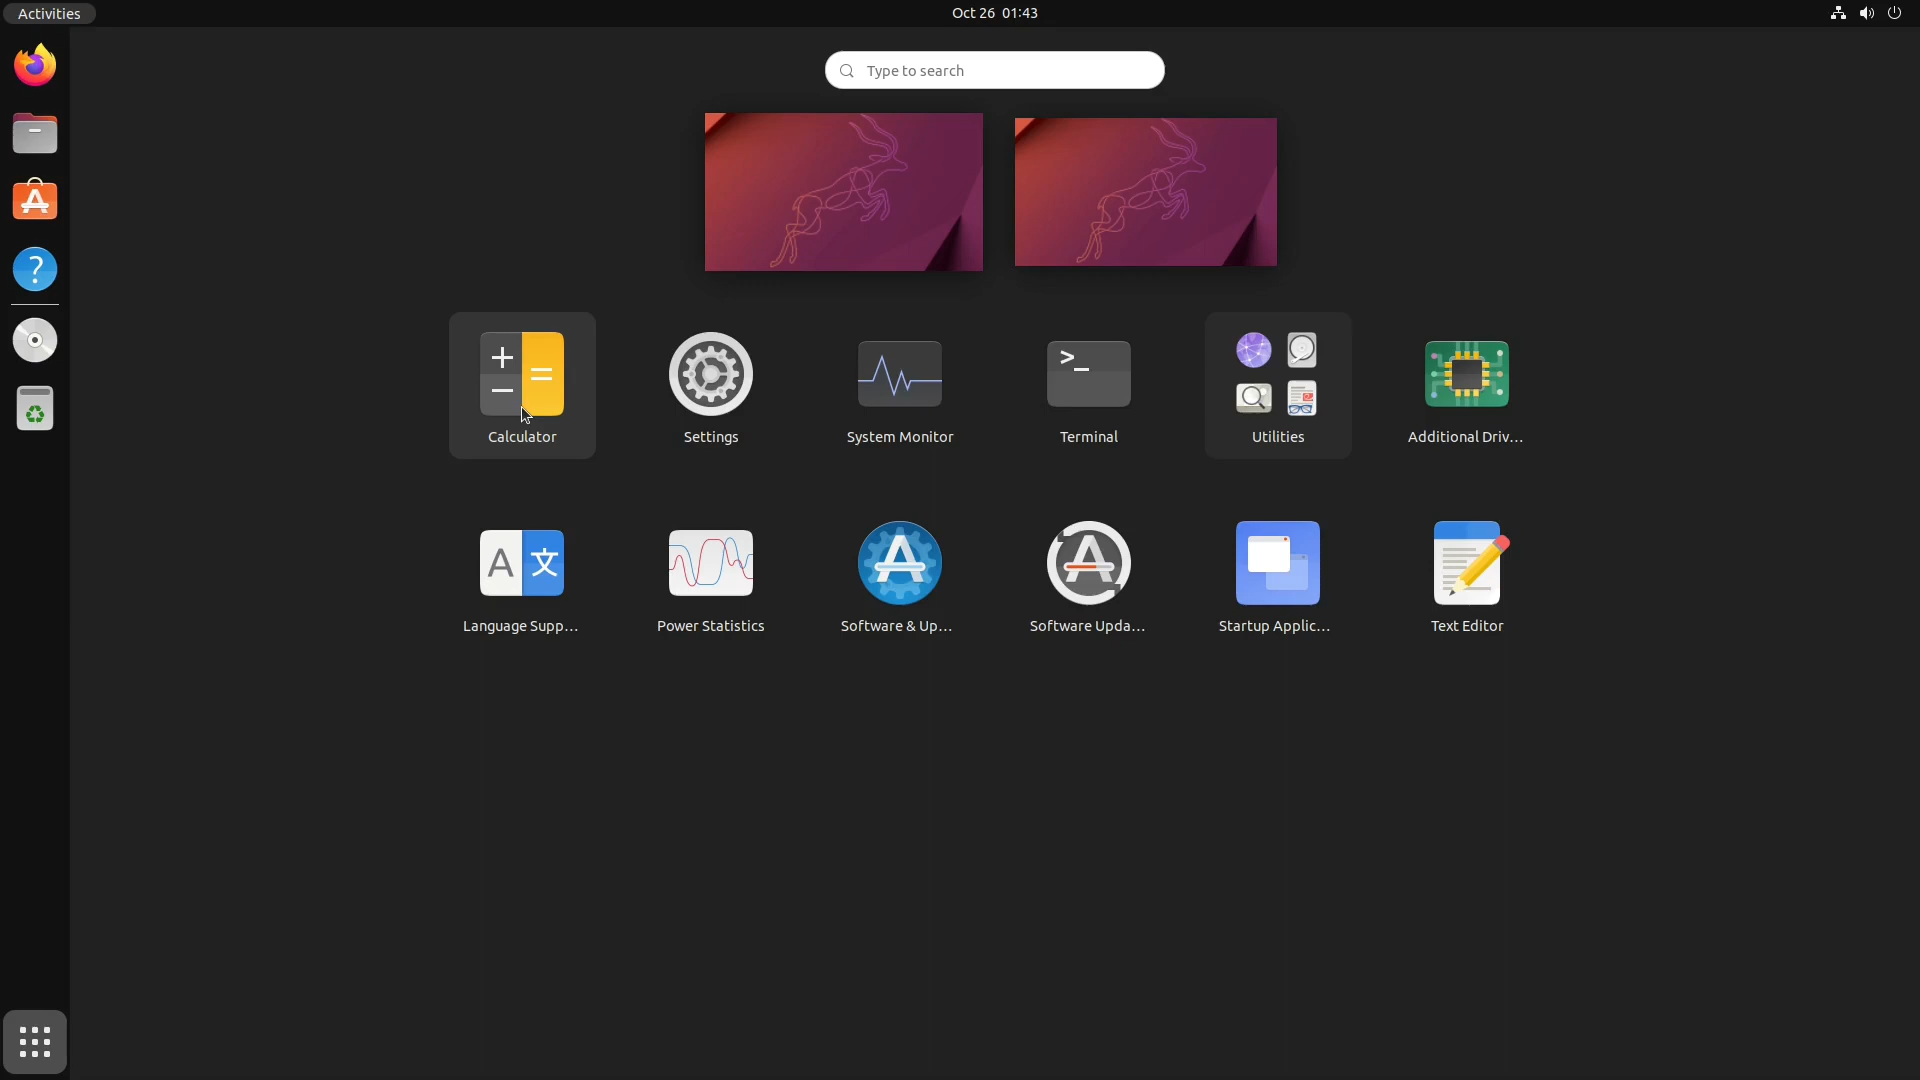 Activities
Oct 26 01:43
Type to search
Calculator
Settings
System Monitor
Terminal
Utilities
Additional Driv...
Language Supp...
Power Statistics
Software & Up...
Software Upda...
Startup Applic...
Text Editor